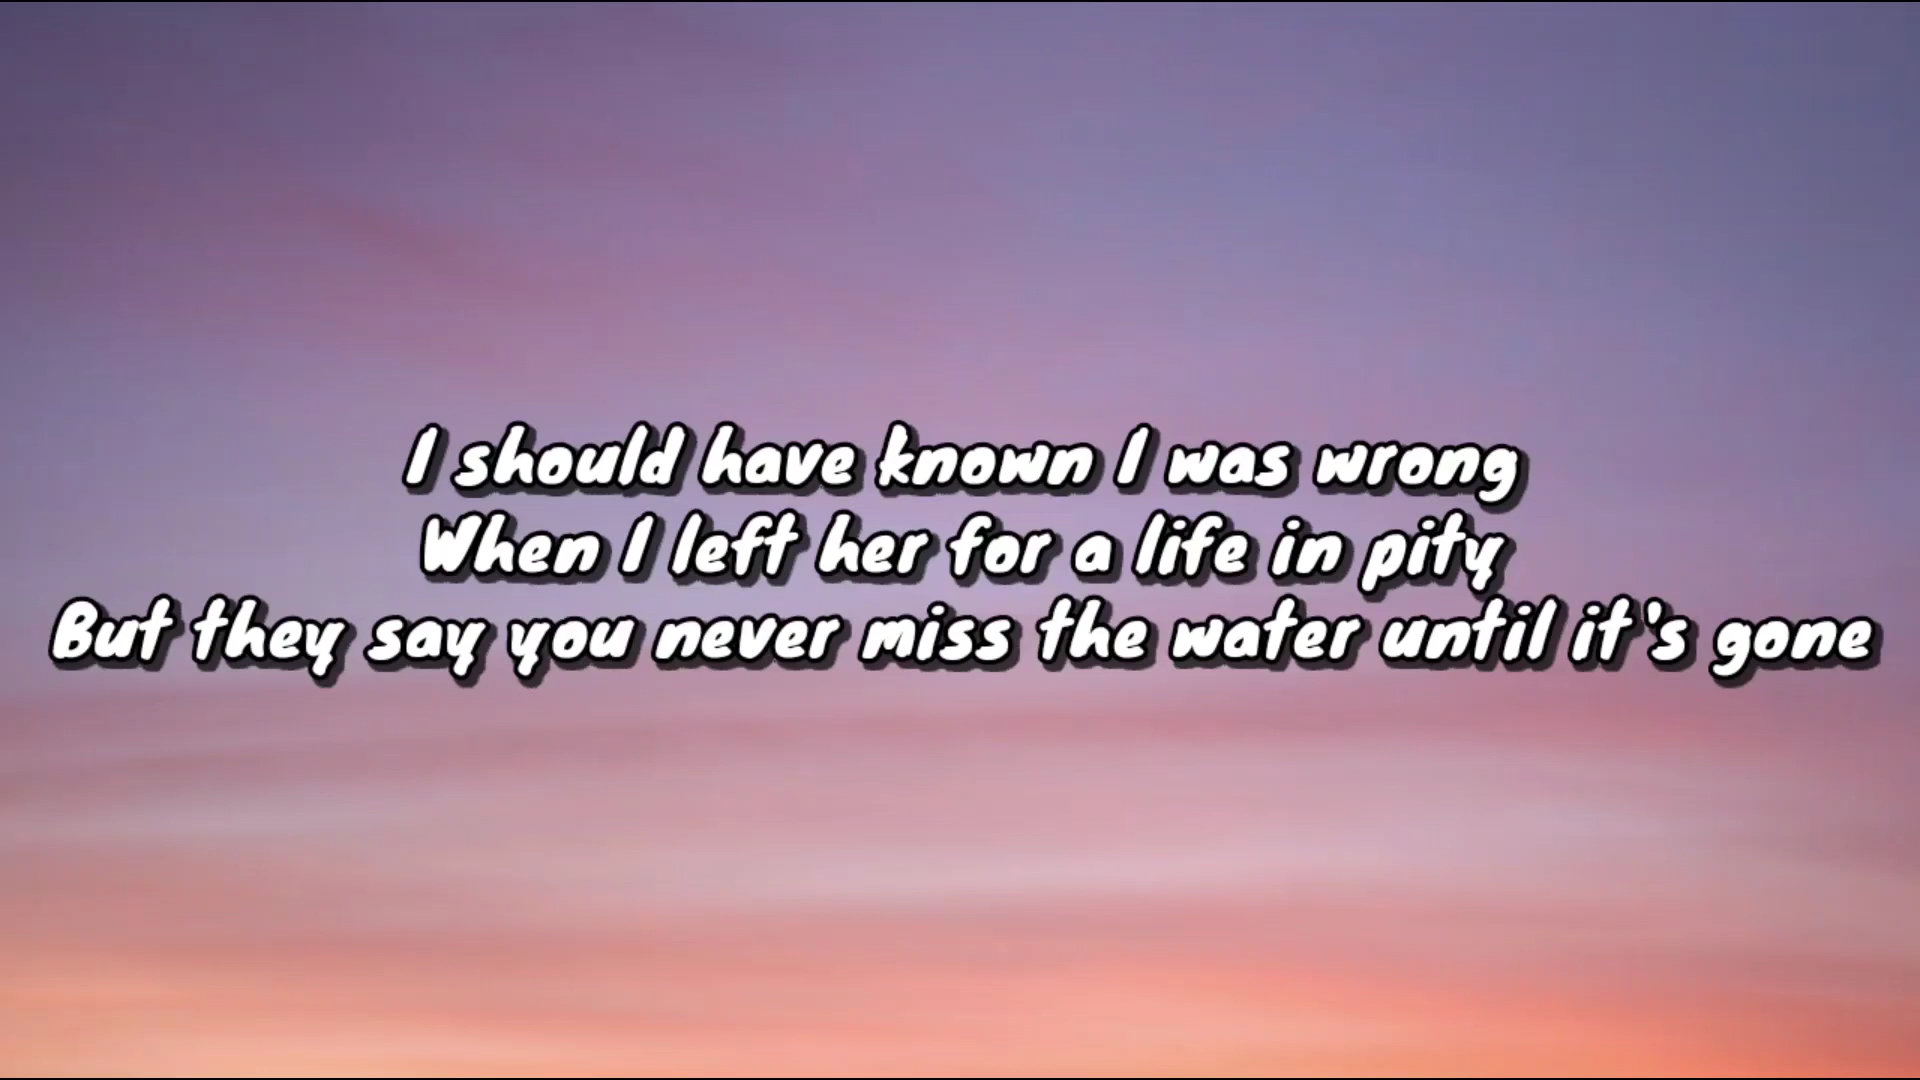 I should have known I was wrong
When I left her for a life in pity
But they say you never miss the water until it's gone